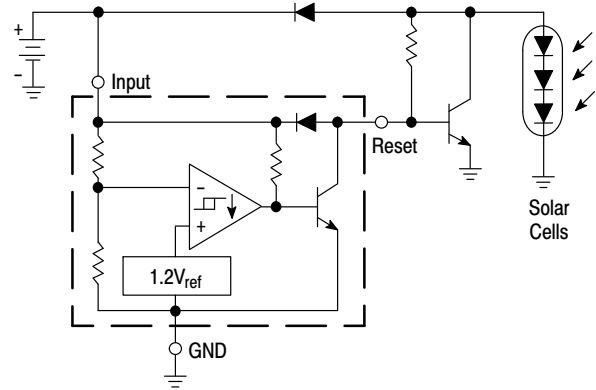 +
-
Input
Reset
Solar
Cells
–
+
1.2Vref
GND